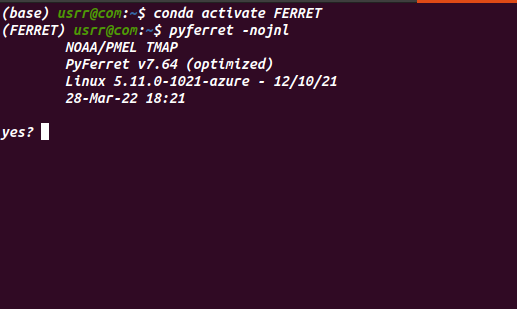 (base) usrr@com:~$ conda activate FERRET
(FERRET) usrr@com:~$ pyferret -nojnl
NOAA/PMEL TMAP
PyFerret v7.64 (optimized)
Linux 5.11.0-1021-azure - 12/10/21
28-Mar-22 18:21
yes?